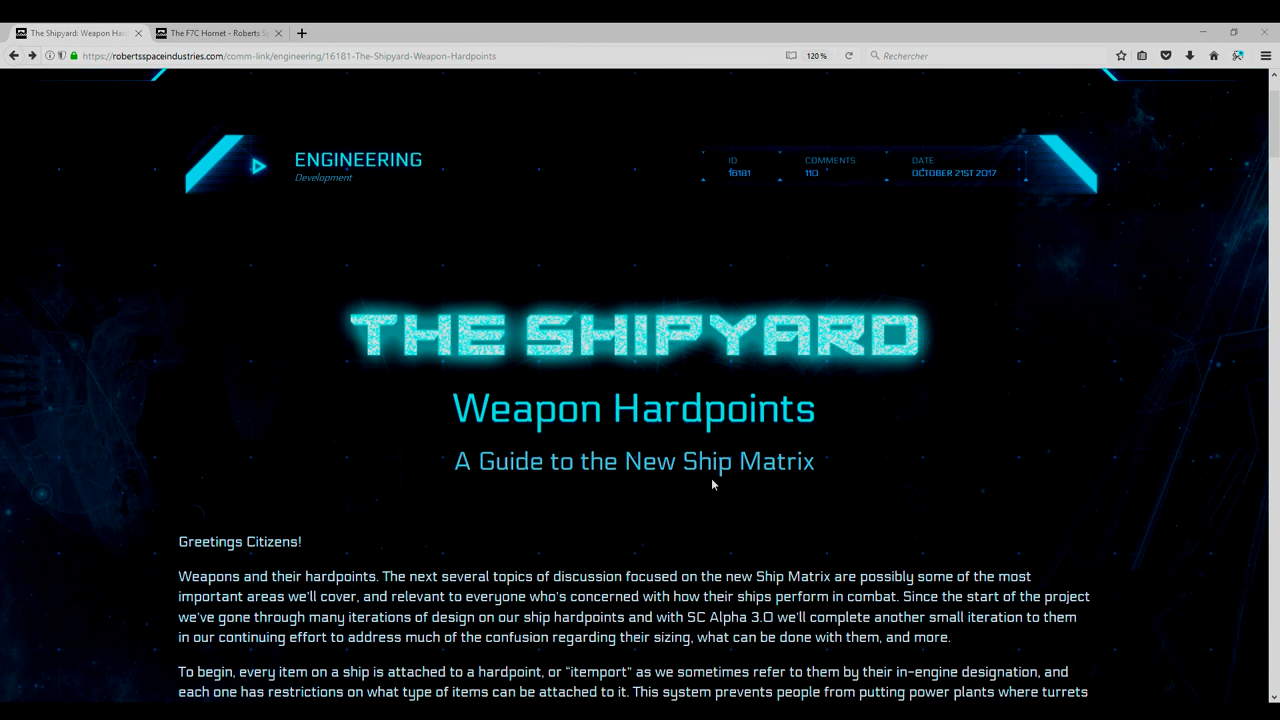 The Shipyard: Weapon Har
The F7C Hornet - Roberts S
https://robertsspaceindustries.com/comm-link/engineering/16181-The-Shipyard-Weapon-Hardpoints
120 %
Rechercher
ENGINEERING
Development
ID
16181
COMMENTS
110
DATE
OCTOBER 21ST 2017
THE SHIPYARD
Weapon Hardpoints
A Guide to the New Ship Matrix
Greetings Citizens!
Weapons and their hardpoints. The next several topics of discussion focused on the new Ship Matrix are possibly some of the most
important areas we'll cover, and relevant to everyone who's concerned with how their ships perform in combat. Since the start of the project
we've gone through many iterations of design on our ship hardpoints and with SC Alpha 3.0 we'll complete another small iteration to them
in our continuing effort to address much of the confusion regarding their sizing, what can be done with them, and more.
To begin, every item on a ship is attached to a hardpoint, or "itemport" as we sometimes refer to them by their in-engine designation, and
each one has restrictions on what type of items can be attached to it. This system prevents people from putting power plants where turrets